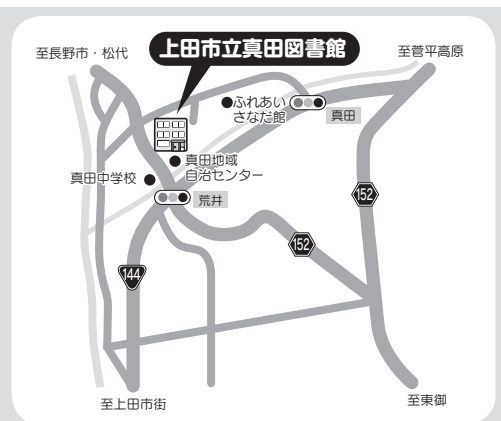 上田市立真田図書館
至長野市・松代
至菅平高原
ふれあい
さなだ館
真田
真田地域
自治センター
真田中学校
荒井
152
152
144
至上田市街
至東御